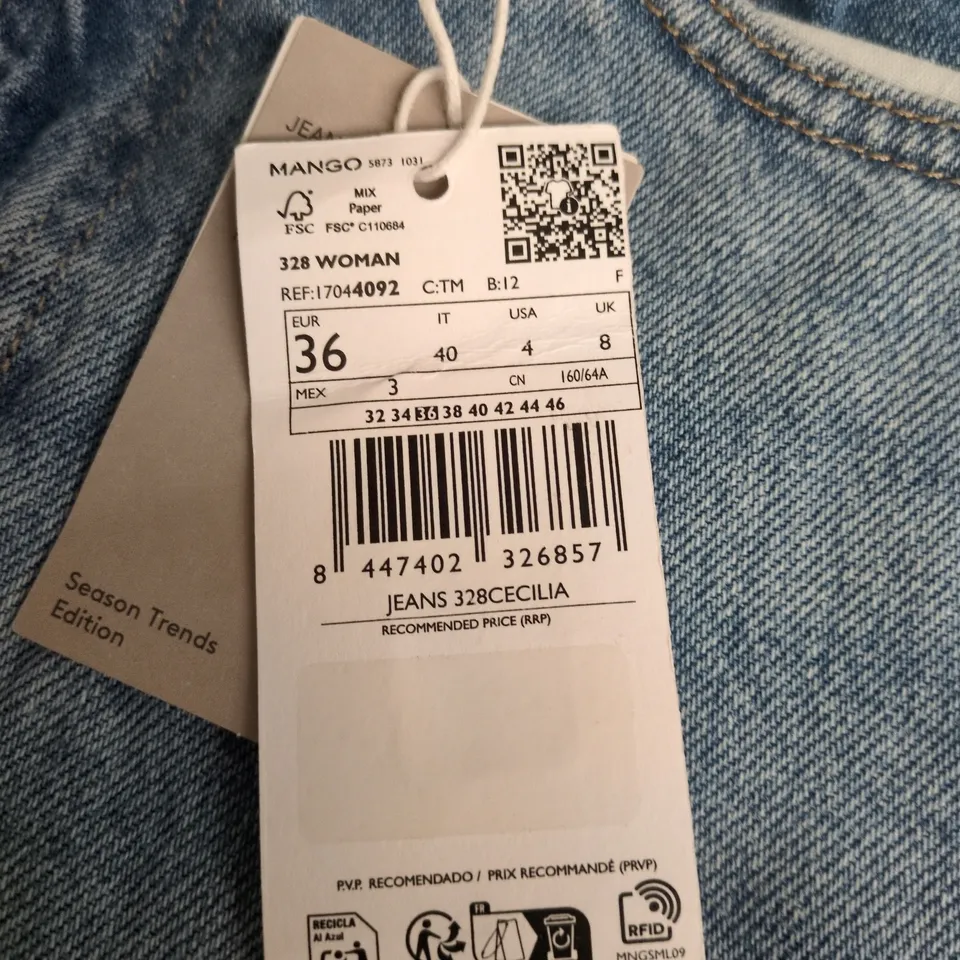 JEAN
MANGO 5873 1031
MIX
Paper
FSC FSC® C110684
328 WOMAN
REF:17044092 C:TM B:12 F
EUR IT USA UK
36 40 4 8
MEX 3 CN 160/64A
32 34 36 38 40 42 44 46
8 447402 326857
JEANS 328CECILIA
RECOMMENDED PRICE (RRP)
Season Trends
Edition
P.V.P. RECOMENDADO / PRIX RECOMMANDÉ (PRVP)
RECICLA
Al Azul
FR
RFID
MNGSML09